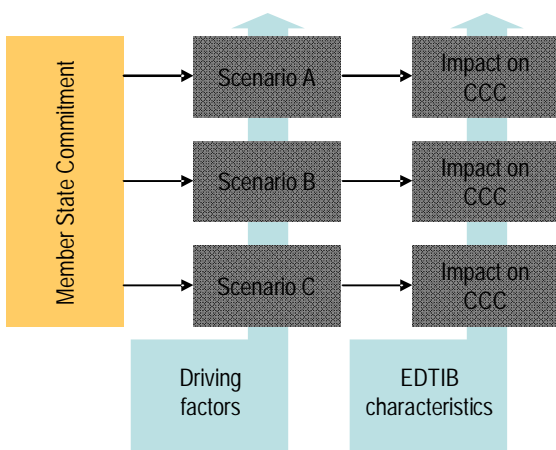 Member State Commitment
Scenario A
Impact on
CCC
Scenario B
Impact on
CCC
Scenario C
Impact on
CCC
Driving
factors
EDTIB
characteristics